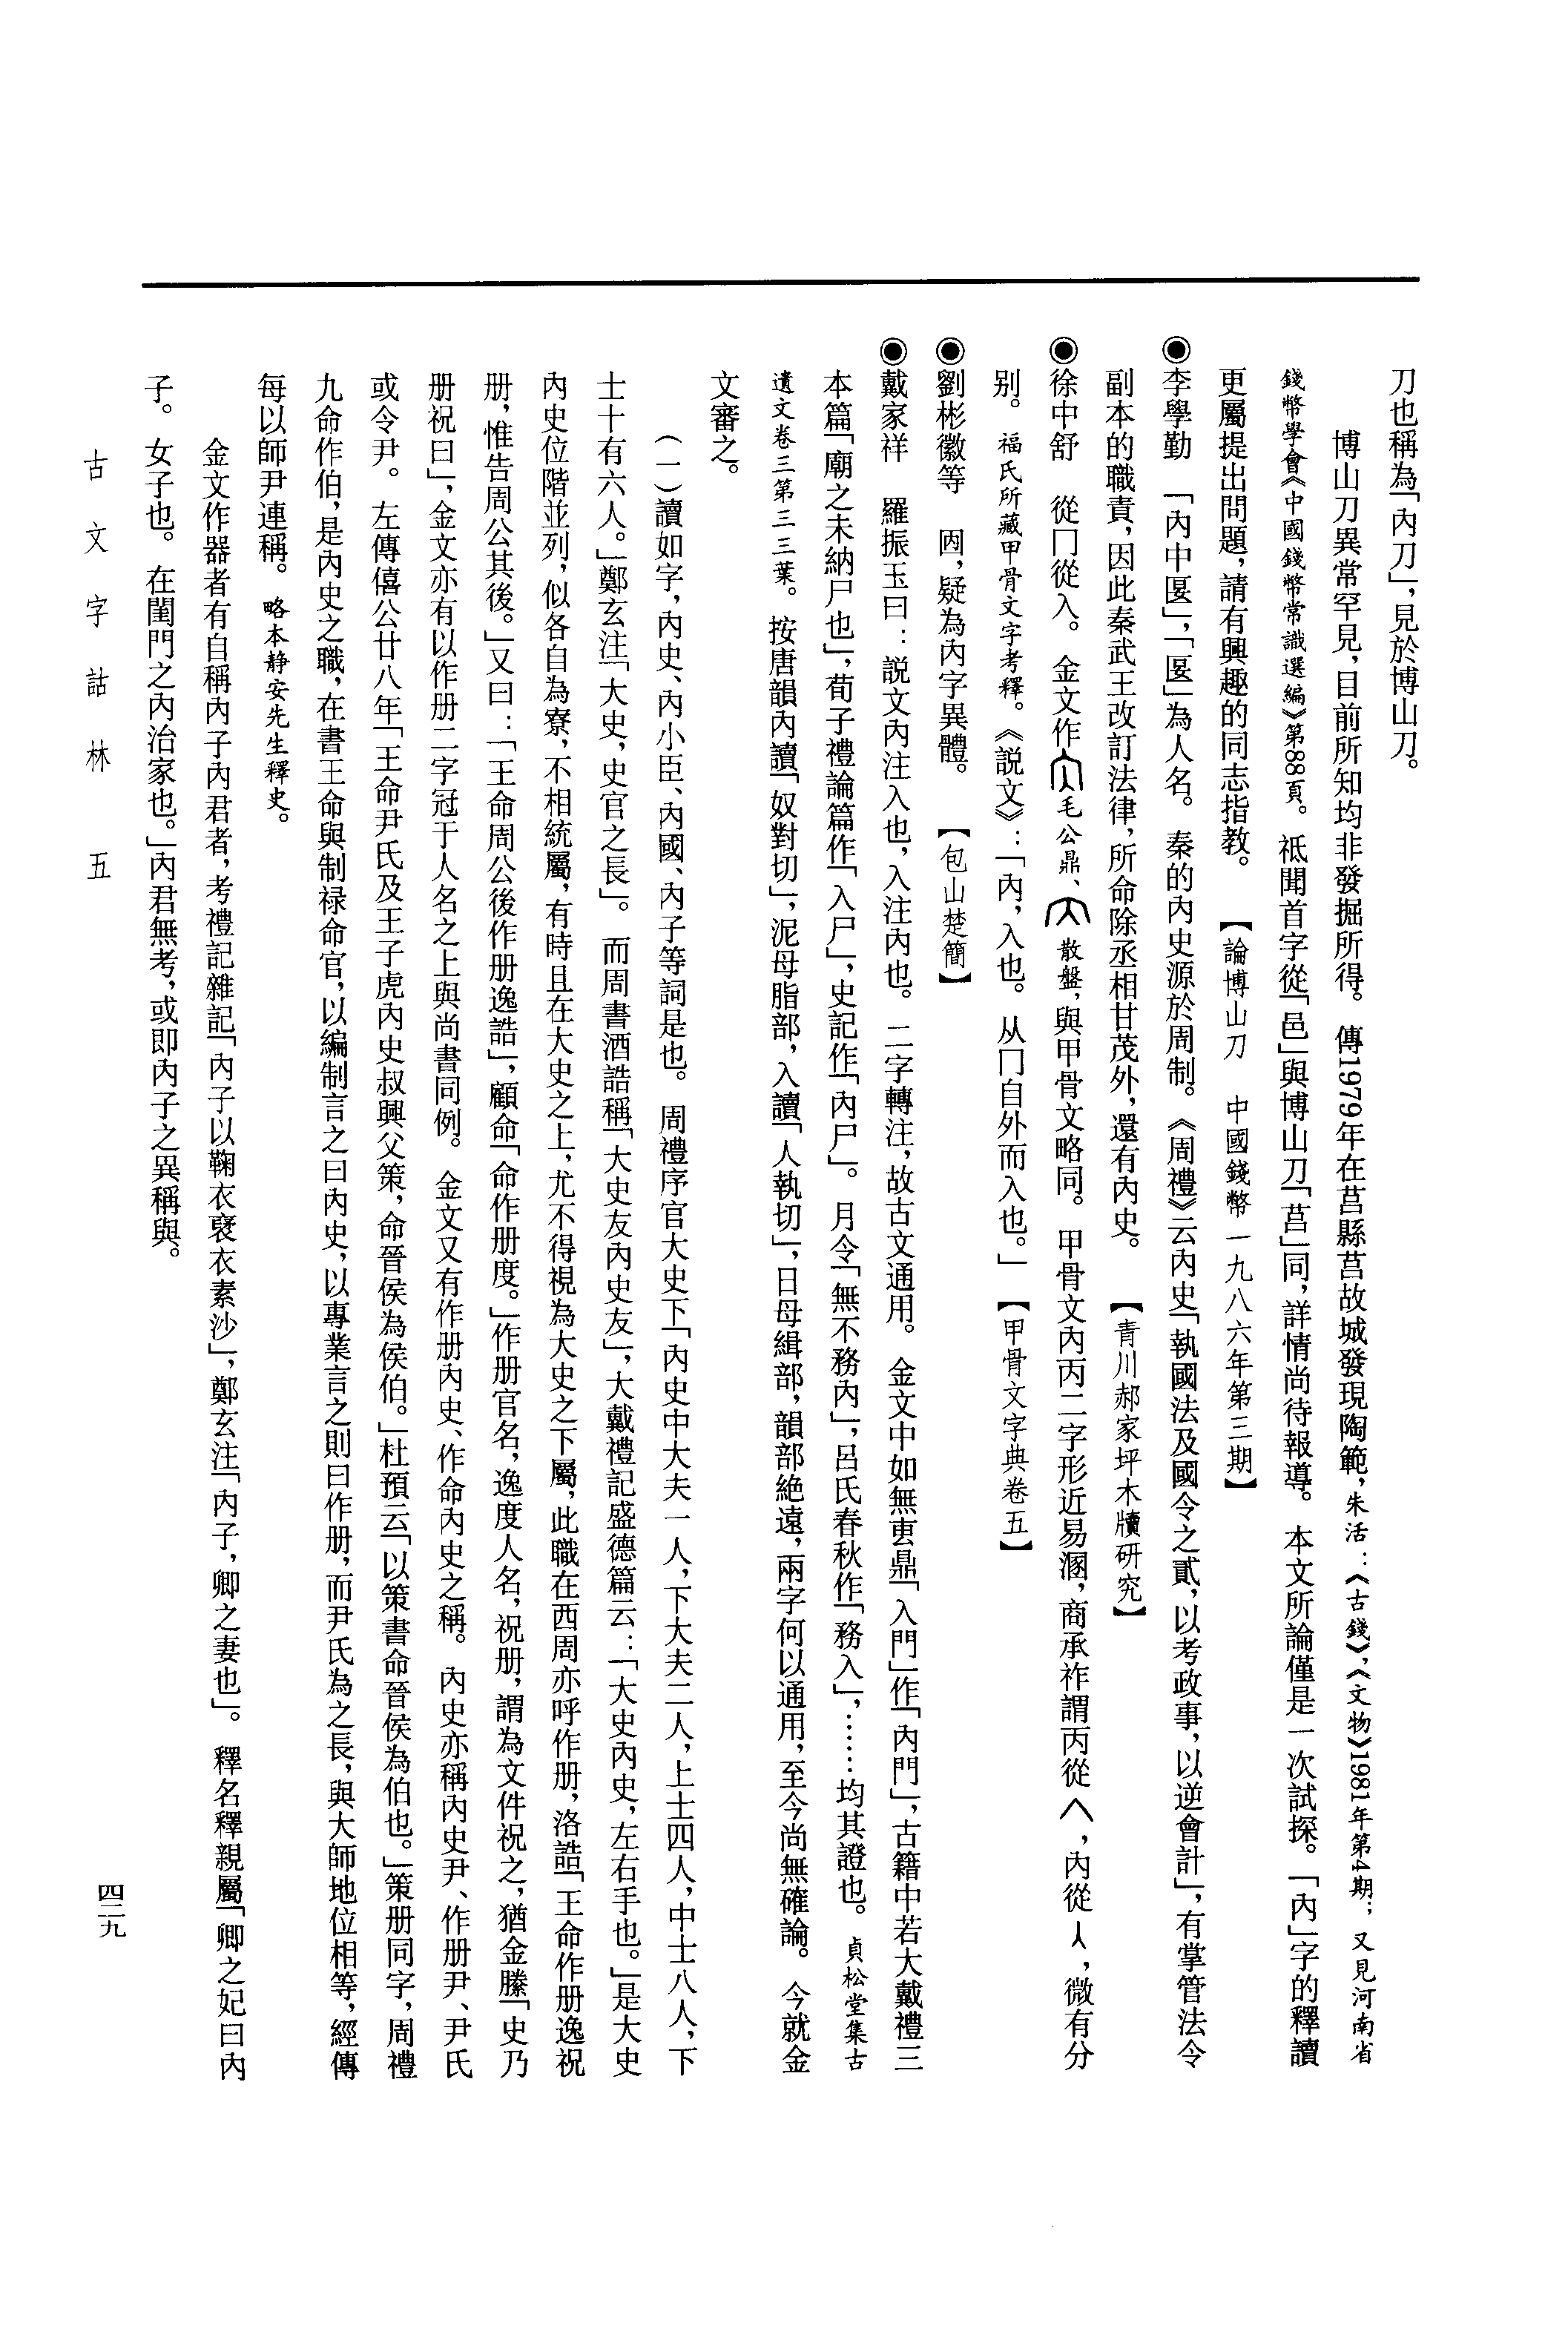 刀也稱為「內刀」，見於博山刀。
博山刀異常罕見，目前所知均非發掘所得。傳1979年在莒縣莒故城發現陶範，朱活：《古錢》，《文物》1981年第4期；又見河南省
錢幣學會《中國錢幣常識選編》第88頁。祇聞首字從「邑」與博山刀「莒」同，詳情尚待報導。本文所論僅是一次試探。「內」字的釋讀
更屬提出問題，請有興趣的同志指教。【論博山刀　中國錢幣一九八六年第三期】
◉李學勤　「內中匽」，「匽」為人名。秦的內史源於周制。《周禮》云內史「執國法及國令之貳，以考政事，以逆會計」，有掌管法令
副本的職責，因此秦武王改訂法律，所命除丞相甘茂外，還有內史。【青川郝家坪木牘研究】
◉徐中舒　從冂從入。金文作毛公鼎、散盤，與甲骨文略同。甲骨文內丙二字形近易溷，商承祚謂丙從，內從，微有分
別。福氏所藏甲骨文字考釋。《説文》：「內，入也。从冂自外而入也。」【甲骨文字典卷五】
◉劉彬徽等　，疑為內字異體。【包山楚簡】
◉戴家祥　羅振玉曰：説文內注入也，入注內也。二字轉注，故古文通用。金文中如無叀鼎「入門」作「內門」，古籍中若大戴禮三
本篇「廟之未納尸也」，荀子禮論篇作「入尸」，史記作「內尸」。月令「無不務內」，呂氏春秋作「務入」，……均其證也。貞松堂集古
遺文卷三第三三葉。按唐韻內讀「奴對切」，泥母脂部，入讀「人執切」，日母緝部，韻部絶遠，兩字何以通用，至今尚無確論。今就金
文審之。
（一）讀如字，內史、內小臣、內國、內子等詞是也。周禮序官大史下「內史中大夫一人，下大夫二人，上士四人，中士八人，下
士十有六人。」鄭玄注「大史，史官之長」。而周書酒誥稱「大史友內史友」，大戴禮記盛德篇云：「大史內史，左右手也。」是大史
內史位階並列，似各自為寮，不相統屬，有時且在大史之上，尤不得視為大史之下屬，此職在西周亦呼作册，洛誥「王命作册逸祝
册，惟告周公其後。」又曰：「王命周公後作册逸誥」，顧命「命作册度。」作册官名，逸度人名，祝册，謂為文件祝之，猶金縢「史乃
册祝曰」，金文亦有以作册二字冠于人名之上與尚書同例。金文又有作册內史、作命內史之稱。內史亦稱內史尹、作册尹、尹氏
或令尹。左傳僖公廿八年「王命尹氏及王子虎內史叔興父策，命晉侯為侯伯。」杜預云「以策書命晉侯為伯也。」策册同字，周禮
九命作伯，是內史之職，在書王命與制禄命官，以編制言之曰內史，以專業言之則曰作册，而尹氏為之長，與大師地位相等，經傳
每以師尹連稱。略本静安先生釋史。
金文作器者有自稱內子內君者，考禮記雜記「內子以鞠衣襃衣素沙」，鄭玄注「內子，卿之妻也」。釋名釋親屬「卿之妃曰內
子。女子也。在閨門之內治家也。」內君無考，或即內子之異稱與。
古文字詁林　五
四二九